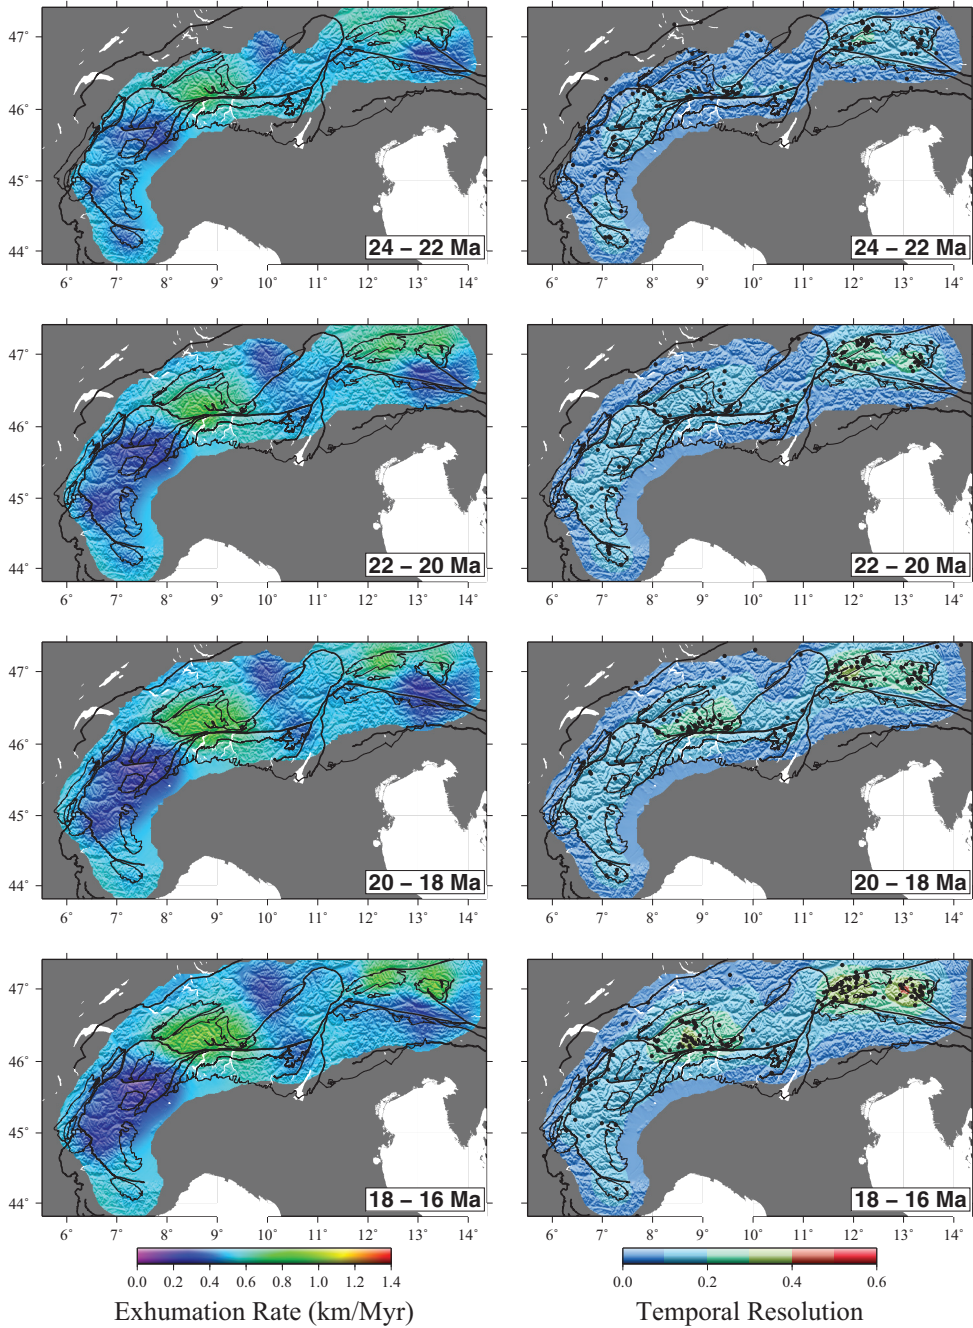 47°
46°
45°
44°
24 – 22 Ma
24 – 22 Ma
6° 7° 8° 9° 10° 11° 12° 13° 14°
6° 7° 8° 9° 10° 11° 12° 13° 14°
47°
46°
45°
44°
22 – 20 Ma
22 – 20 Ma
6° 7° 8° 9° 10° 11° 12° 13° 14°
6° 7° 8° 9° 10° 11° 12° 13° 14°
47°
46°
45°
44°
20 – 18 Ma
20 – 18 Ma
6° 7° 8° 9° 10° 11° 12° 13° 14°
6° 7° 8° 9° 10° 11° 12° 13° 14°
47°
46°
45°
44°
18 – 16 Ma
18 – 16 Ma
6° 7° 8° 9° 10° 11° 12° 13° 14°
6° 7° 8° 9° 10° 11° 12° 13° 14°
0.0 0.2 0.4 0.6 0.8 1.0 1.2 1.4
Exhumation Rate (km/Myr)
0.0 0.2 0.4 0.6
Temporal Resolution